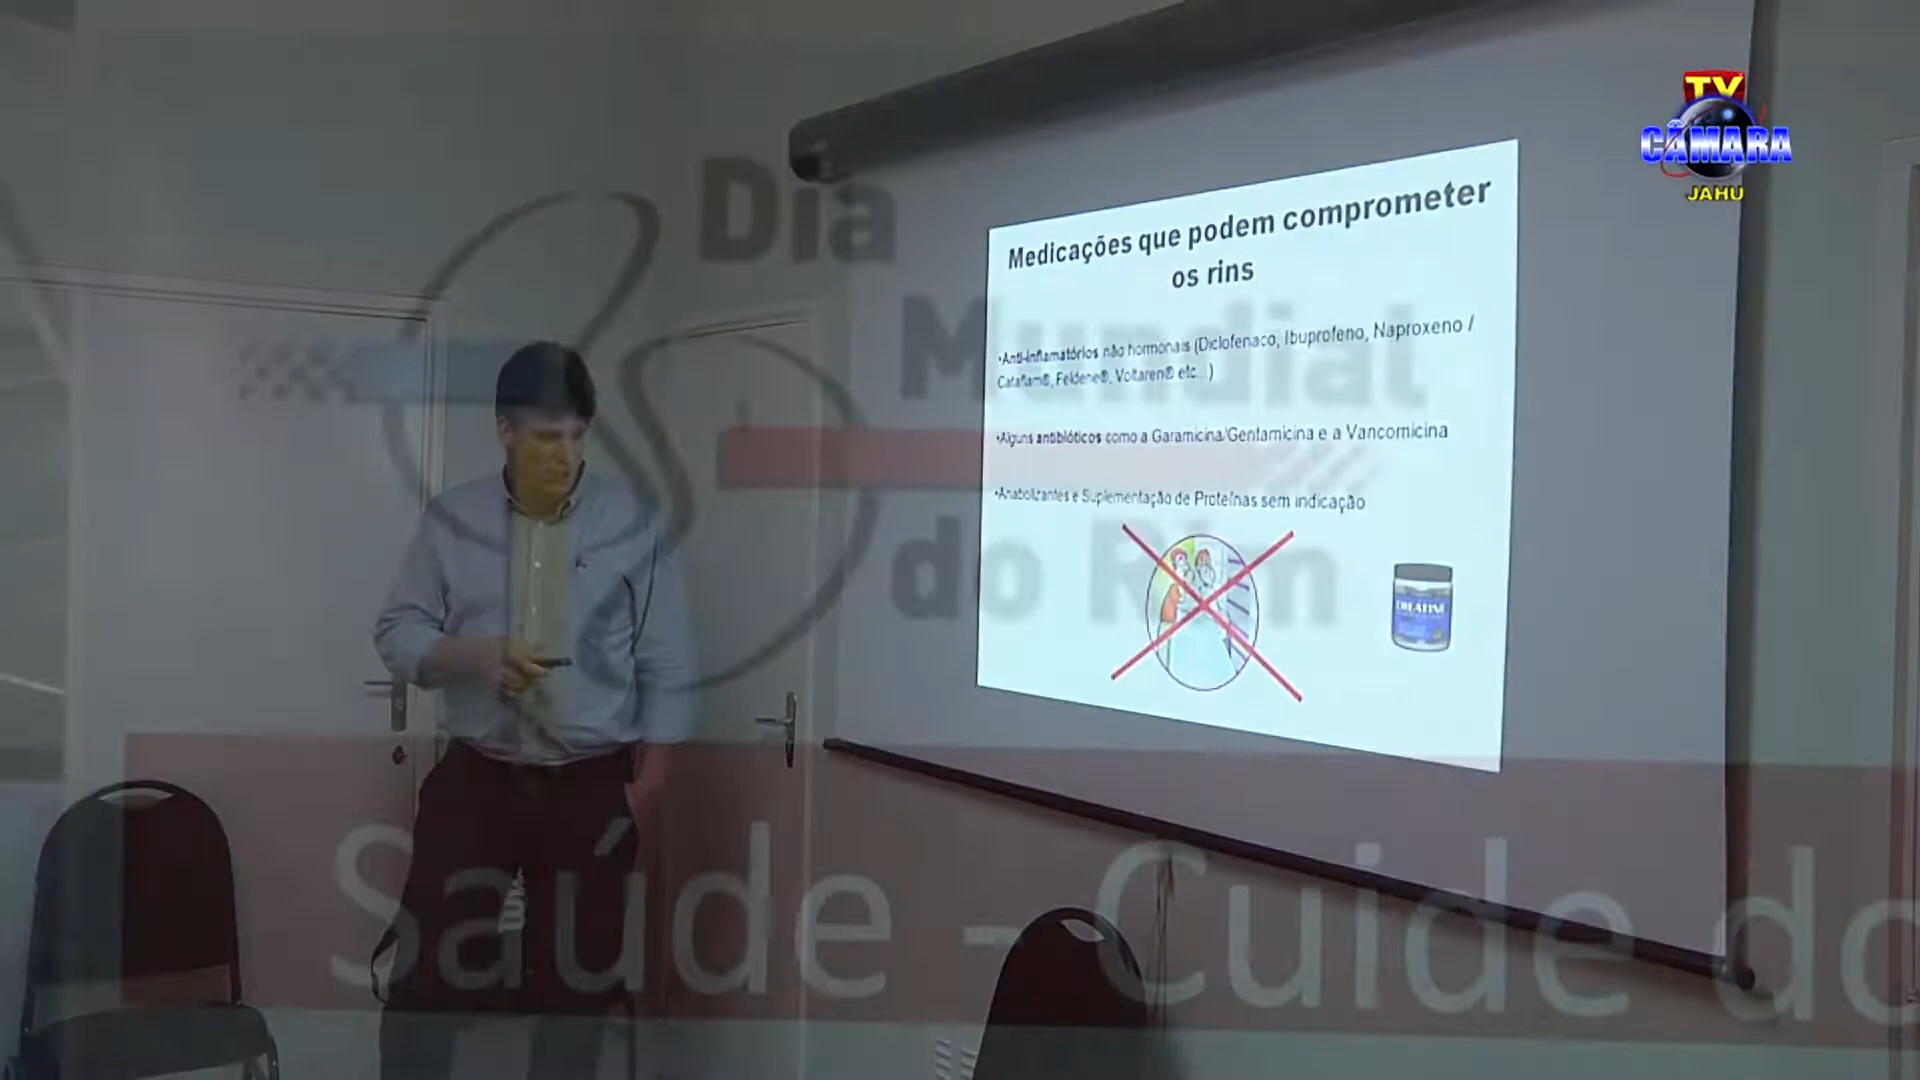 TV
CÂMARA
JAHU
Dia
Mundial
do Rim
Medicações que podem comprometer
os rins
•Anti-inflamatórios não hormonais (Diclofenaco, Ibuprofeno, Naproxeno /
Cataflam®, Feldene®, Voltaren® etc...)
•Alguns antibióticos como a Garamicina/Gentamicina e a Vancomicina
•Anabolizantes e Suplementação de Proteínas sem indicação
CREATINE
Saúde - Cuide do